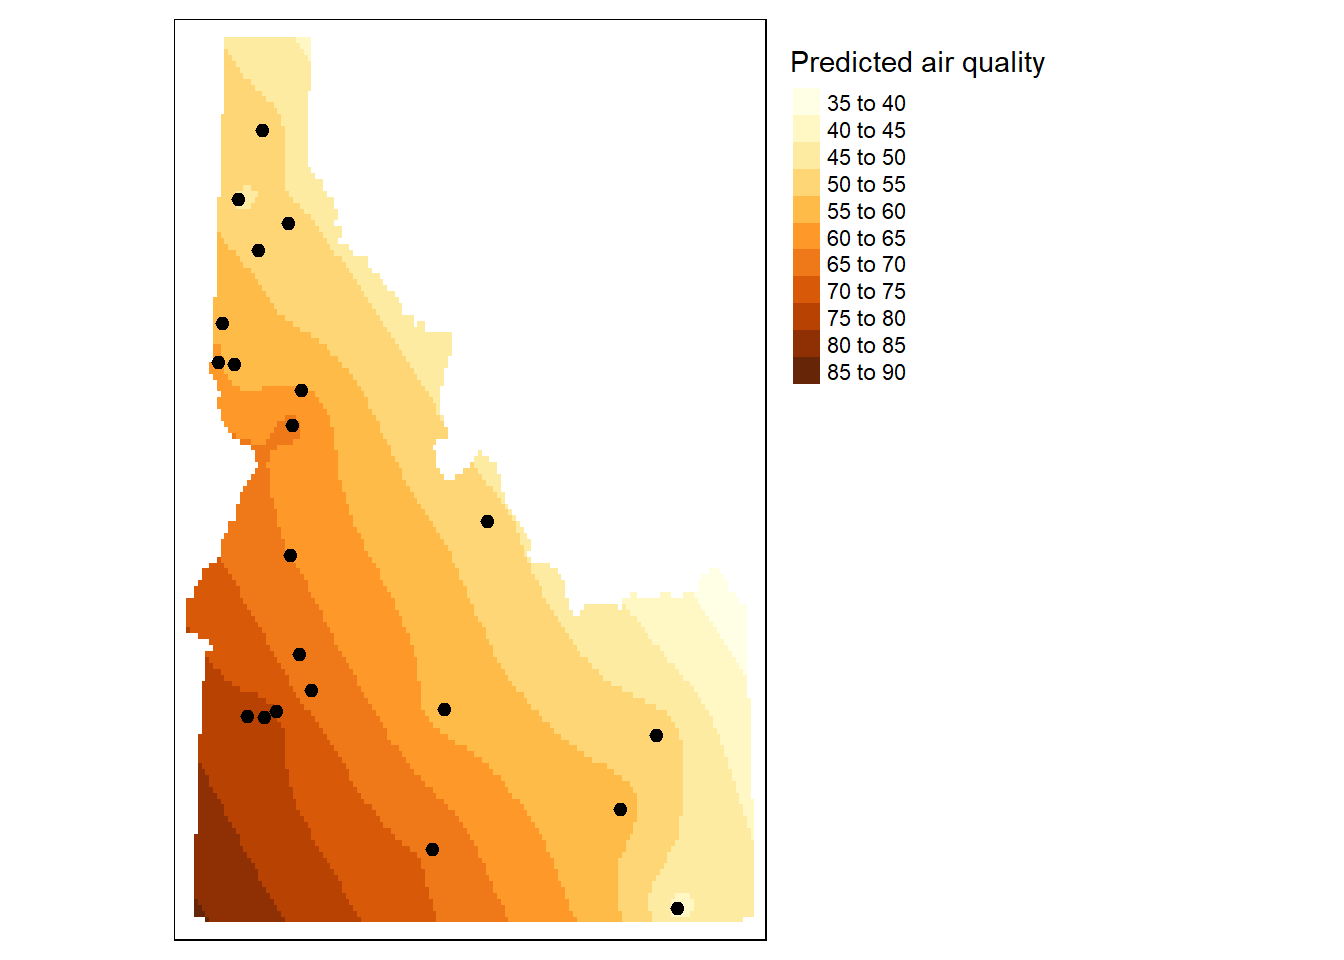 Predicted air quality
35 to 40
40 to 45
45 to 50
50 to 55
55 to 60
60 to 65
65 to 70
70 to 75
75 to 80
80 to 85
85 to 90